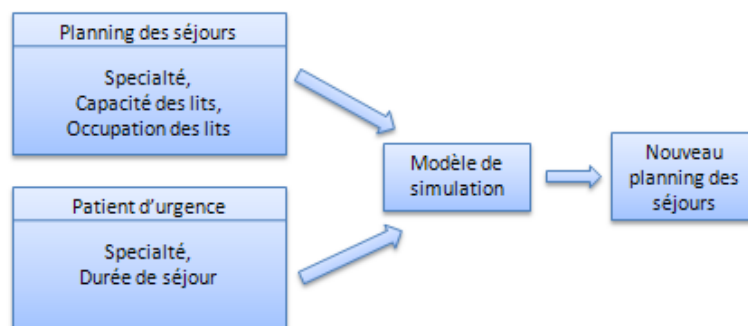 Planning des séjours
Specialté,
Capacité des lits,
Occupation des lits
Patient d'urgence
Specialté,
Durée de séjour
Modèle de
simulation
Nouveau
planning des
séjours